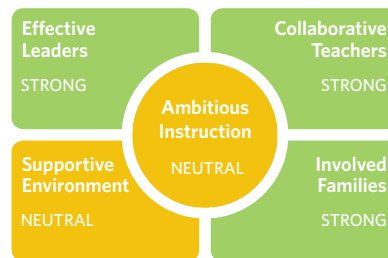 Effective
Leaders
STRONG
Collaborative
Teachers
STRONG
Ambitious
Instruction
NEUTRAL
Supportive
Environment
NEUTRAL
Involved
Families
STRONG